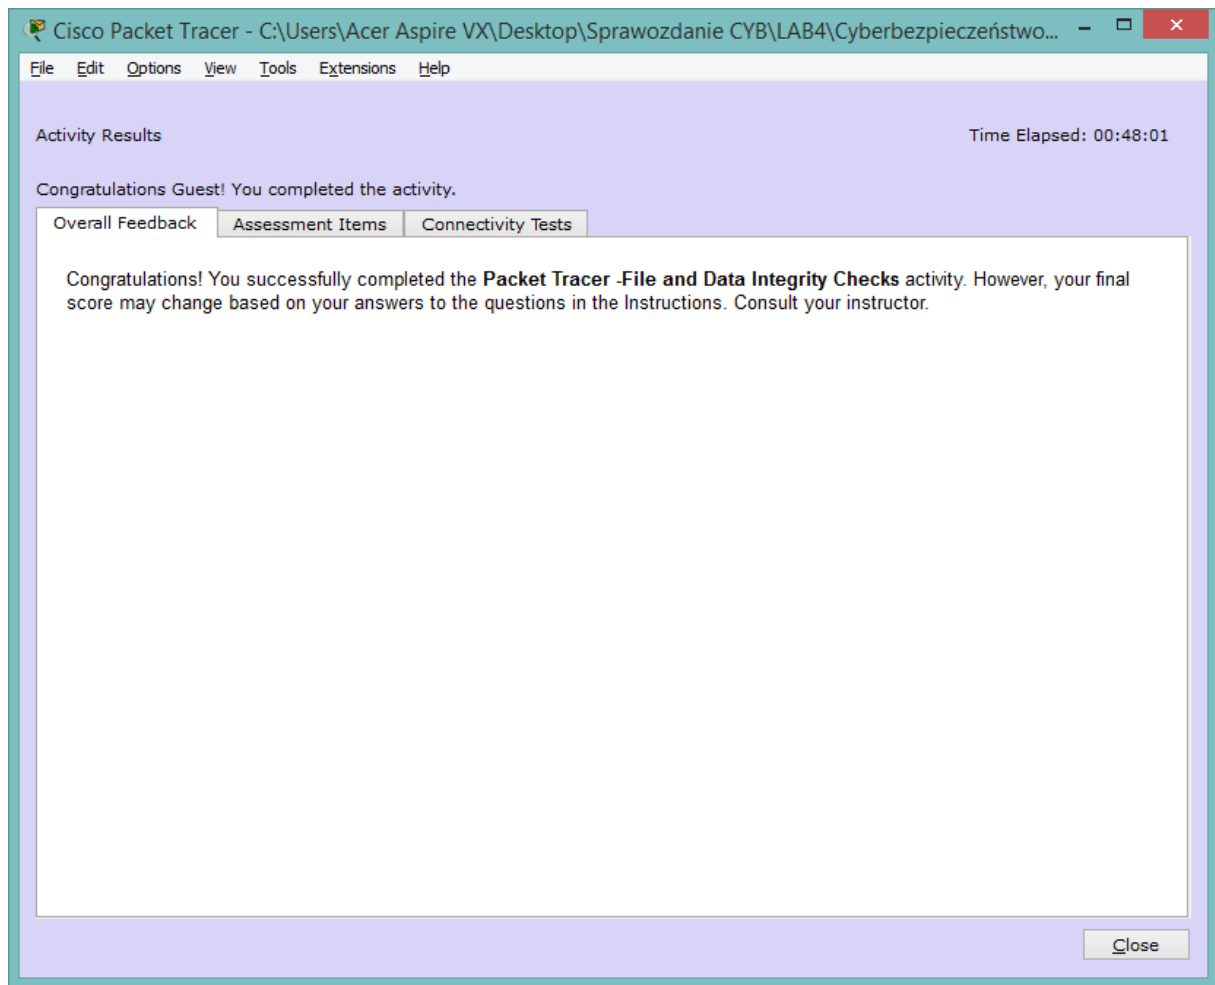 Cisco Packet Tracer - C:\Users\Acer Aspire VX\Desktop\Sprawozdanie CYB\LAB4\Cyberbezpieczeństwo...
File Edit Options View Tools Extensions Help
Activity Results Time Elapsed: 00:48:01
Congratulations Guest! You completed the activity.
Overall Feedback Assessment Items Connectivity Tests
Congratulations! You successfully completed the Packet Tracer -File and Data Integrity Checks activity. However, your final
score may change based on your answers to the questions in the Instructions. Consult your instructor.
Close